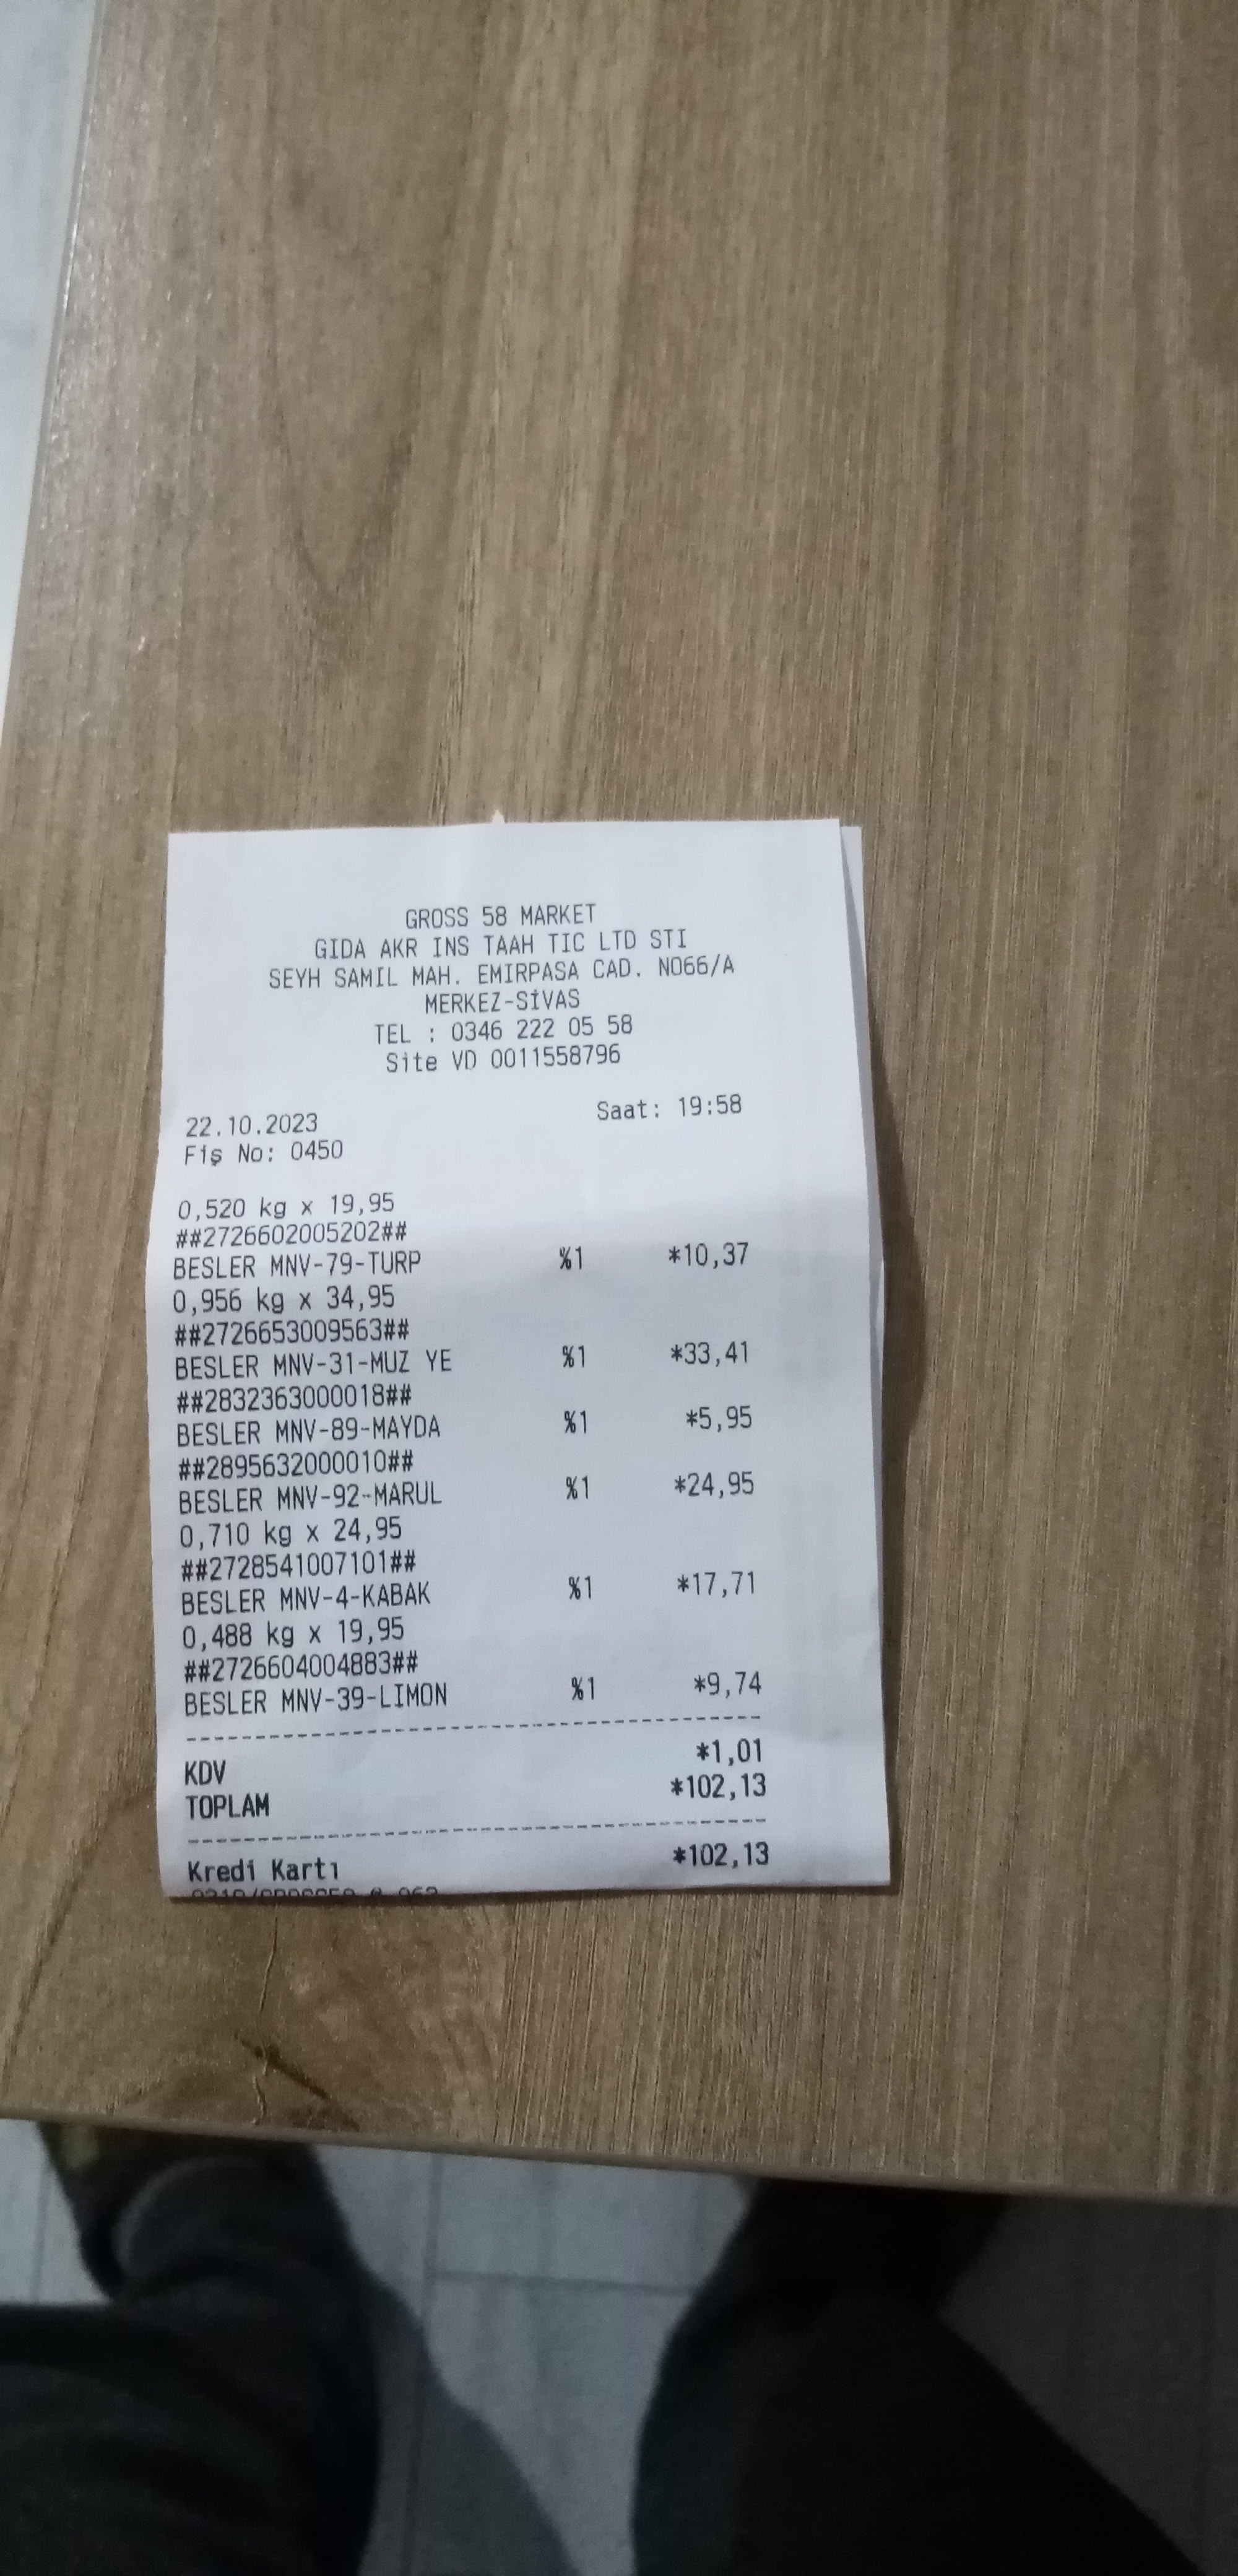 GROSS 58 MARKET
GIDA AKR INS TAAH TIC LTD STI
SEYH SAMIL MAH. EMIRPASA CAD. NO66/A
MERKEZ-SİVAS
TEL : 0346 222 05 58
Site VD 0011558796
22.10.2023 Saat: 19:58
Fiş No: 0450
0,520 kg x 19,95
##2726602005202##
BESLER MNV-79-TURP %1 *10,37
0,956 kg x 34,95
##2726653009563##
BESLER MNV-31-MUZ YE %1 *33,41
##2832363000018##
BESLER MNV-89-MAYDA %1 *5,95
##2895632000010##
BESLER MNV-92-MARUL %1 *24,95
0,710 kg x 24,95
##2728541007101##
BESLER MNV-4-KABAK %1 *17,71
0,488 kg x 19,95
##2726604004883##
BESLER MNV-39-LIMON %1 *9,74
KDV *1,01
TOPLAM *102,13
Kredi Kartı *102,13